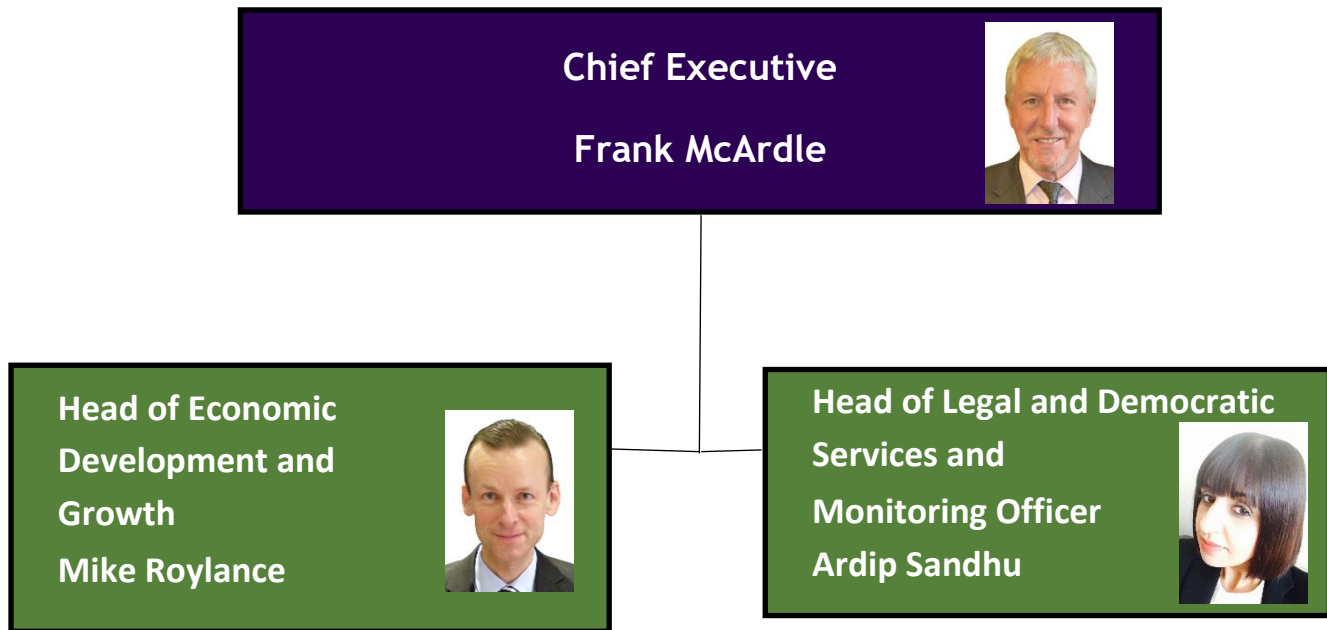 Chief Executive
Frank McArdle
Head of Economic
Development and
Growth
Mike Roylance
Head of Legal and Democratic
Services and
Monitoring Officer
Ardip Sandhu